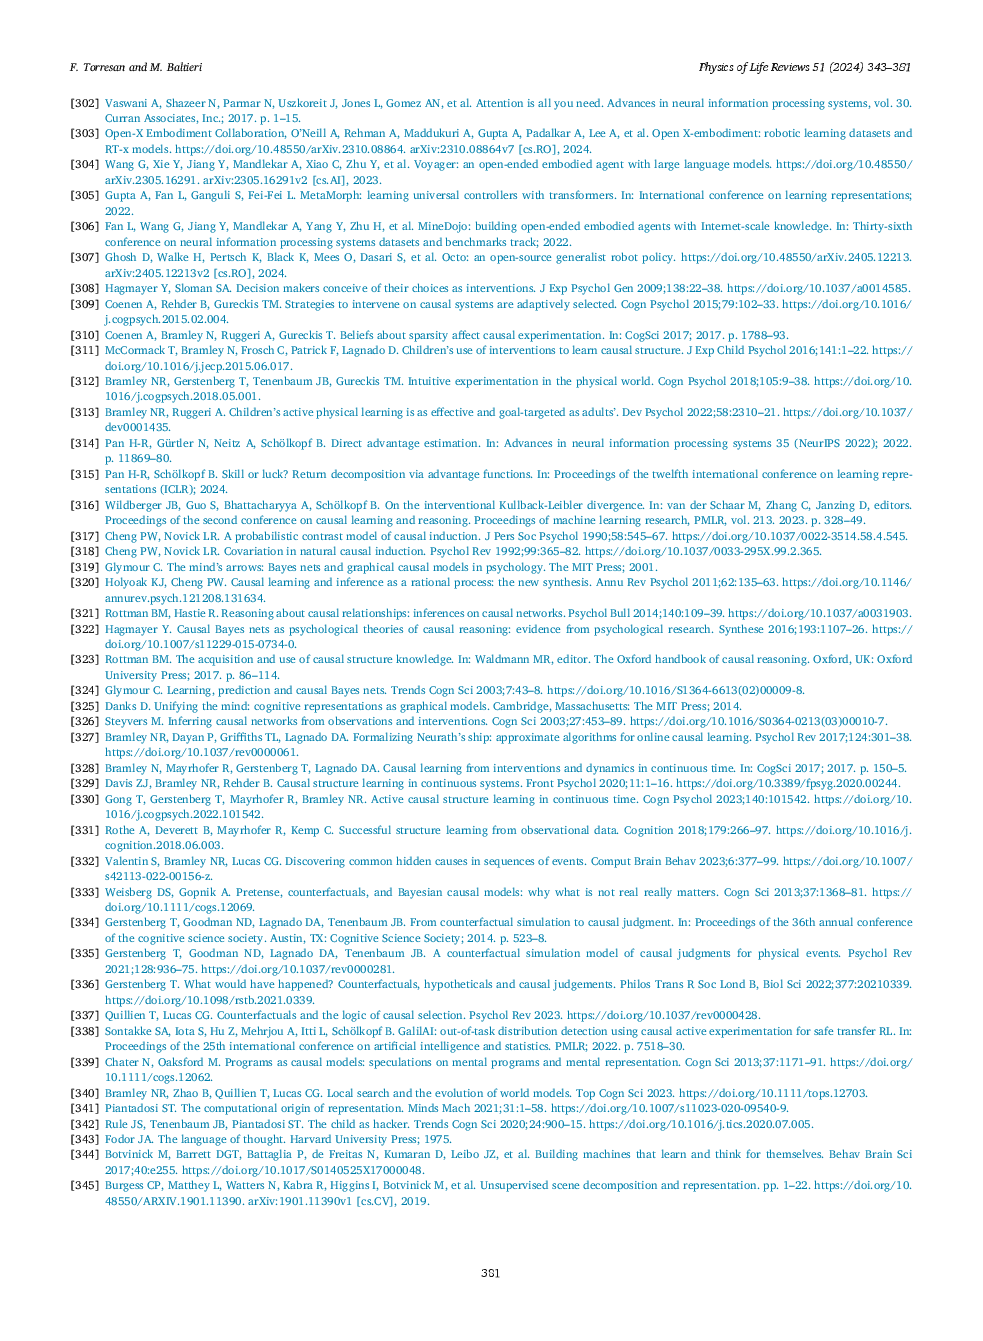 F. Torresan and M. Baltieri
Physics of Life Reviews 51 (2024) 343–381
[302] Vaswani A, Shazeer N, Parmar N, Uszkoreit J, Jones L, Gomez AN, et al. Attention is all you need. Advances in neural information processing systems, vol. 30.
Curran Associates, Inc.; 2017. p. 1–15.
[303] Open-X Embodiment Collaboration, O’Neill A, Rehman A, Maddukuri A, Gupta A, Padalkar A, Lee A, et al. Open X-embodiment: robotic learning datasets and
RT-x models. https://doi.org/10.48550/arXiv.2310.08864. arXiv:2310.08864v7 [cs.RO], 2024.
[304] Wang G, Xie Y, Jiang Y, Mandlekar A, Xiao C, Zhu Y, et al. Voyager: an open-ended embodied agent with large language models. https://doi.org/10.48550/
arXiv.2305.16291. arXiv:2305.16291v2 [cs.AI], 2023.
[305] Gupta A, Fan L, Ganguli S, Fei-Fei L. MetaMorph: learning universal controllers with transformers. In: International conference on learning representations;
2022.
[306] Fan L, Wang G, Jiang Y, Mandlekar A, Yang Y, Zhu H, et al. MineDojo: building open-ended embodied agents with Internet-scale knowledge. In: Thirty-sixth
conference on neural information processing systems datasets and benchmarks track; 2022.
[307] Ghosh D, Walke H, Pertsch K, Black K, Mees O, Dasari S, et al. Octo: an open-source generalist robot policy. https://doi.org/10.48550/arXiv.2405.12213.
arXiv:2405.12213v2 [cs.RO], 2024.
[308] Hagmayer Y, Sloman SA. Decision makers conceive of their choices as interventions. J Exp Psychol Gen 2009;138:22–38. https://doi.org/10.1037/a0014585.
[309] Coenen A, Rehder B, Gureckis TM. Strategies to intervene on causal systems are adaptively selected. Cogn Psychol 2015;79:102–33. https://doi.org/10.1016/
j.cogpsych.2015.02.004.
[310] Coenen A, Bramley N, Ruggeri A, Gureckis T. Beliefs about sparsity affect causal experimentation. In: CogSci 2017; 2017. p. 1788–93.
[311] McCormack T, Bramley N, Frosch C, Patrick F, Lagnado D. Children’s use of interventions to learn causal structure. J Exp Child Psychol 2016;141:1–22. https://
doi.org/10.1016/j.jecp.2015.06.017.
[312] Bramley NR, Gerstenberg T, Tenenbaum JB, Gureckis TM. Intuitive experimentation in the physical world. Cogn Psychol 2018;105:9–38. https://doi.org/10.
1016/j.cogpsych.2018.05.001.
[313] Bramley NR, Ruggeri A. Children’s active physical learning is as effective and goal-targeted as adults’. Dev Psychol 2022;58:2310–21. https://doi.org/10.1037/
dev0001435.
[314] Pan H-R, Gürtler N, Neitz A, Schölkopf B. Direct advantage estimation. In: Advances in neural information processing systems 35 (NeurIPS 2022); 2022.
p. 11869–80.
[315] Pan H-R, Schölkopf B. Skill or luck? Return decomposition via advantage functions. In: Proceedings of the twelfth international conference on learning repre-
sentations (ICLR); 2024.
[316] Wildberger JB, Guo S, Bhattacharyya A, Schölkopf B. On the interventional Kullback-Leibler divergence. In: van der Schaar M, Zhang C, Janzing D, editors.
Proceedings of the second conference on causal learning and reasoning. Proceedings of machine learning research, PMLR, vol. 213. 2023. p. 328–49.
[317] Cheng PW, Novick LR. A probabilistic contrast model of causal induction. J Pers Soc Psychol 1990;58:545–67. https://doi.org/10.1037/0022-3514.58.4.545.
[318] Cheng PW, Novick LR. Covariation in natural causal induction. Psychol Rev 1992;99:365–82. https://doi.org/10.1037/0033-295X.99.2.365.
[319] Glymour C. The mind’s arrows: Bayes nets and graphical causal models in psychology. The MIT Press; 2001.
[320] Holyoak KJ, Cheng PW. Causal learning and inference as a rational process: the new synthesis. Annu Rev Psychol 2011;62:135–63. https://doi.org/10.1146/
annurev.psych.121208.131634.
[321] Rottman BM, Hastie R. Reasoning about causal relationships: inferences on causal networks. Psychol Bull 2014;140:109–39. https://doi.org/10.1037/a0031903.
[322] Hagmayer Y. Causal Bayes nets as psychological theories of causal reasoning: evidence from psychological research. Synthese 2016;193:1107–26. https://
doi.org/10.1007/s11229-015-0734-0.
[323] Rottman BM. The acquisition and use of causal structure knowledge. In: Waldmann MR, editor. The Oxford handbook of causal reasoning. Oxford, UK: Oxford
University Press; 2017. p. 86–114.
[324] Glymour C. Learning, prediction and causal Bayes nets. Trends Cogn Sci 2003;7:43–8. https://doi.org/10.1016/S1364-6613(02)00009-8.
[325] Danks D. Unifying the mind: cognitive representations as graphical models. Cambridge, Massachusetts: The MIT Press; 2014.
[326] Steyvers M. Inferring causal networks from observations and interventions. Cogn Sci 2003;27:453–89. https://doi.org/10.1016/S0364-0213(03)00010-7.
[327] Bramley NR, Dayan P, Griffiths TL, Lagnado DA. Formalizing Neurath’s ship: approximate algorithms for online causal learning. Psychol Rev 2017;124:301–38.
https://doi.org/10.1037/rev0000061.
[328] Bramley N, Mayrhofer R, Gerstenberg T, Lagnado DA. Causal learning from interventions and dynamics in continuous time. In: CogSci 2017; 2017. p. 150–5.
[329] Davis ZJ, Bramley NR, Rehder B. Causal structure learning in continuous systems. Front Psychol 2020;11:1–16. https://doi.org/10.3389/fpsyg.2020.00244.
[330] Gong T, Gerstenberg T, Mayrhofer R, Bramley NR. Active causal structure learning in continuous time. Cogn Psychol 2023;140:101542. https://doi.org/10.
1016/j.cogpsych.2022.101542.
[331] Rothe A, Deverett B, Mayrhofer R, Kemp C. Successful structure learning from observational data. Cognition 2018;179:266–97. https://doi.org/10.1016/j.
cognition.2018.06.003.
[332] Valentin S, Bramley NR, Lucas CG. Discovering common hidden causes in sequences of events. Comput Brain Behav 2023;6:377–99. https://doi.org/10.1007/
s42113-022-00156-z.
[333] Weisberg DS, Gopnik A. Pretense, counterfactuals, and Bayesian causal models: why what is not real really matters. Cogn Sci 2013;37:1368–81. https://
doi.org/10.1111/cogs.12069.
[334] Gerstenberg T, Goodman ND, Lagnado DA, Tenenbaum JB. From counterfactual simulation to causal judgment. In: Proceedings of the 36th annual conference
of the cognitive science society. Austin, TX: Cognitive Science Society; 2014. p. 523–8.
[335] Gerstenberg T, Goodman ND, Lagnado DA, Tenenbaum JB. A counterfactual simulation model of causal judgments for physical events. Psychol Rev
2021;128:936–75. https://doi.org/10.1037/rev0000281.
[336] Gerstenberg T. What would have happened? Counterfactuals, hypotheticals and causal judgements. Philos Trans R Soc Lond B, Biol Sci 2022;377:20210339.
https://doi.org/10.1098/rstb.2021.0339.
[337] Quillien T, Lucas CG. Counterfactuals and the logic of causal selection. Psychol Rev 2023. https://doi.org/10.1037/rev0000428.
[338] Sontakke SA, Iota S, Hu Z, Mehrjou A, Itti L, Schölkopf B. GalilAI: out-of-task distribution detection using causal active experimentation for safe transfer RL. In:
Proceedings of the 25th international conference on artificial intelligence and statistics. PMLR; 2022. p. 7518–30.
[339] Chater N, Oaksford M. Programs as causal models: speculations on mental programs and mental representation. Cogn Sci 2013;37:1171–91. https://doi.org/
10.1111/cogs.12062.
[340] Bramley NR, Zhao B, Quillien T, Lucas CG. Local search and the evolution of world models. Top Cogn Sci 2023. https://doi.org/10.1111/tops.12703.
[341] Piantadosi ST. The computational origin of representation. Minds Mach 2021;31:1–58. https://doi.org/10.1007/s11023-020-09540-9.
[342] Rule JS, Tenenbaum JB, Piantadosi ST. The child as hacker. Trends Cogn Sci 2020;24:900–15. https://doi.org/10.1016/j.tics.2020.07.005.
[343] Fodor JA. The language of thought. Harvard University Press; 1975.
[344] Botvinick M, Barrett DGT, Battaglia P, de Freitas N, Kumaran D, Leibo JZ, et al. Building machines that learn and think for themselves. Behav Brain Sci
2017;40:e255. https://doi.org/10.1017/S0140525X17000048.
[345] Burgess CP, Matthey L, Watters N, Kabra R, Higgins I, Botvinick M, et al. Unsupervised scene decomposition and representation. pp. 1–22. https://doi.org/10.
48550/ARXIV.1901.11390. arXiv:1901.11390v1 [cs.CV], 2019.
381